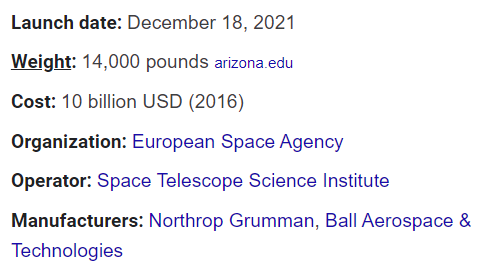 Launch date: December 18, 2021
Weight: 14,000 pounds arizona.edu
Cost: 10 billion USD (2016)
Organization: European Space Agency
Operator: Space Telescope Science Institute
Manufacturers: Northrop Grumman, Ball Aerospace &
Technologies